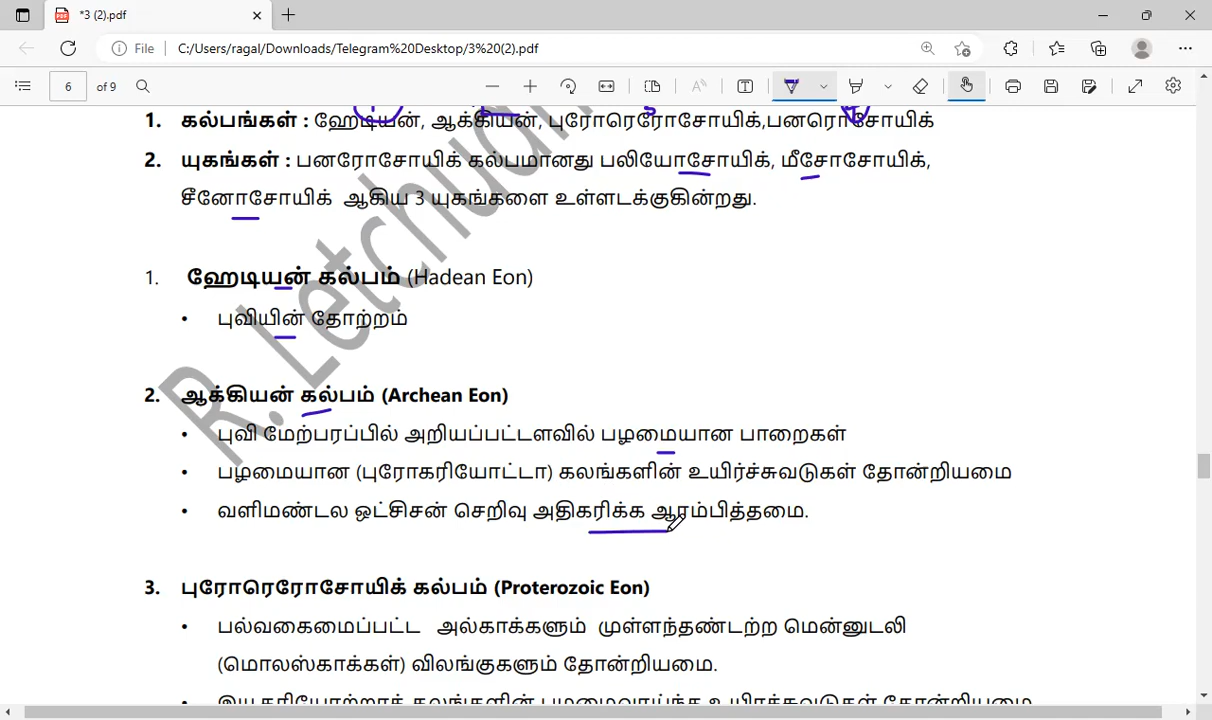 *3 (2).pdf
File C:/Users/ragal/Downloads/Telegram%20Desktop/3%20(2).pdf
6 of 9
1. கல்பங்கள் : ஹேடியன், ஆக்கியன், புரோரெரோசோயிக்,பனரொசோயிக்
2. யுகங்கள் : பனரோசோயிக் கல்பமானது பலியோசோயிக், மீசோசோயிக்,
சீனோசோயிக் ஆகிய 3 யுகங்களை உள்ளடக்குகின்றது.
1. ஹேடியன் கல்பம் (Hadean Eon)
• புவியின் தோற்றம்
2. ஆக்கியன் கல்பம் (Archean Eon)
• புவி மேற்பரப்பில் அறியப்பட்டளவில் பழமையான பாறைகள்
• பழமையான (புரோகரியோட்டா) கலங்களின் உயிர்ச்சுவடுகள் தோன்றியமை
• வளிமண்டல ஒட்சிசன் செறிவு அதிகரிக்க ஆரம்பித்தமை.
3. புரோரெரோசோயிக் கல்பம் (Proterozoic Eon)
• பல்வகைமைப்பட்ட அல்காக்களும் முள்ளந்தண்டற்ற மென்னுடலி
(மொலஸ்காக்கள்) விலங்குகளும் தோன்றியமை.
R. Letchuman